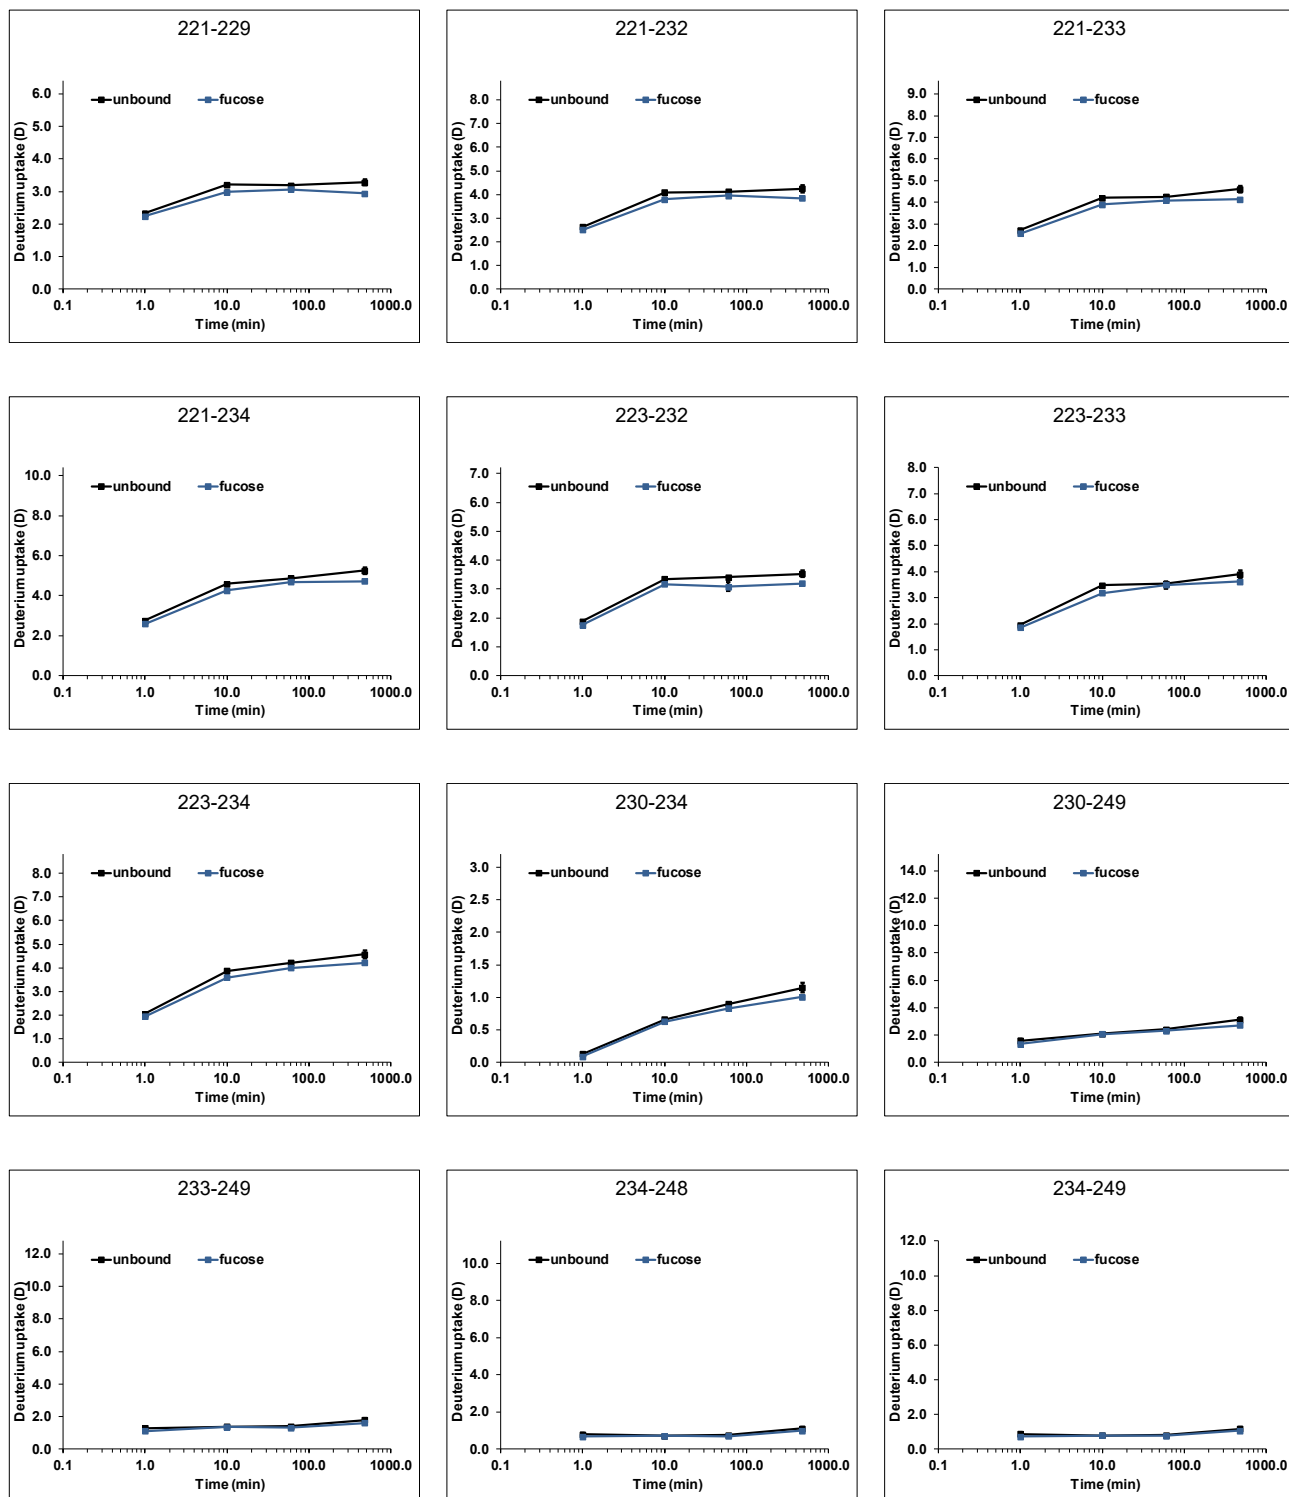 221-229
unbound fucose
Deuterium uptake (D)
6.0
5.0
4.0
3.0
2.0
1.0
0.0
0.1 1.0 10.0 100.0 1000.0
Time (min)
221-232
unbound fucose
Deuterium uptake (D)
8.0
7.0
6.0
5.0
4.0
3.0
2.0
1.0
0.0
0.1 1.0 10.0 100.0 1000.0
Time (min)
221-233
unbound fucose
Deuterium uptake (D)
9.0
8.0
7.0
6.0
5.0
4.0
3.0
2.0
1.0
0.0
0.1 1.0 10.0 100.0 1000.0
Time (min)
221-234
unbound fucose
Deuterium uptake (D)
10.0
8.0
6.0
4.0
2.0
0.0
0.1 1.0 10.0 100.0 1000.0
Time (min)
223-232
unbound fucose
Deuterium uptake (D)
7.0
6.0
5.0
4.0
3.0
2.0
1.0
0.0
0.1 1.0 10.0 100.0 1000.0
Time (min)
223-233
unbound fucose
Deuterium uptake (D)
8.0
7.0
6.0
5.0
4.0
3.0
2.0
1.0
0.0
0.1 1.0 10.0 100.0 1000.0
Time (min)
223-234
unbound fucose
Deuterium uptake (D)
8.0
7.0
6.0
5.0
4.0
3.0
2.0
1.0
0.0
0.1 1.0 10.0 100.0 1000.0
Time (min)
230-234
unbound fucose
Deuterium uptake (D)
3.0
2.5
2.0
1.5
1.0
0.5
0.0
0.1 1.0 10.0 100.0 1000.0
Time (min)
230-249
unbound fucose
Deuterium uptake (D)
14.0
12.0
10.0
8.0
6.0
4.0
2.0
0.0
0.1 1.0 10.0 100.0 1000.0
Time (min)
233-249
unbound fucose
Deuterium uptake (D)
12.0
10.0
8.0
6.0
4.0
2.0
0.0
0.1 1.0 10.0 100.0 1000.0
Time (min)
234-248
unbound fucose
Deuterium uptake (D)
10.0
8.0
6.0
4.0
2.0
0.0
0.1 1.0 10.0 100.0 1000.0
Time (min)
234-249
unbound fucose
Deuterium uptake (D)
12.0
10.0
8.0
6.0
4.0
2.0
0.0
0.1 1.0 10.0 100.0 1000.0
Time (min)